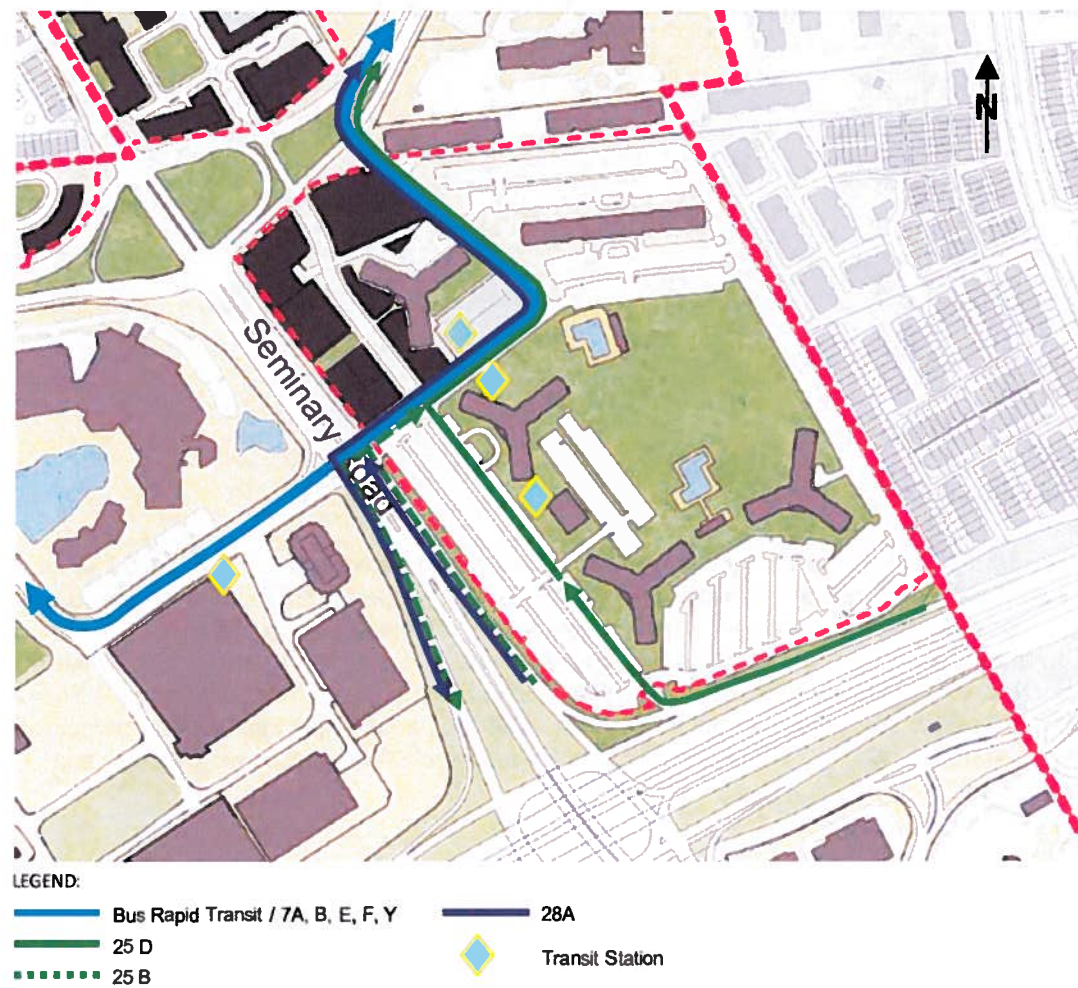 N
Seminary Road
LEGEND:
Bus Rapid Transit / 7A, B, E, F, Y
28A
25 D
Transit Station
25 B